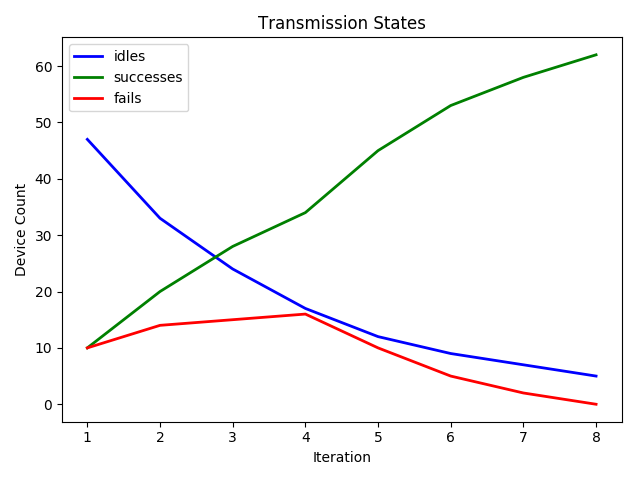 Transmission States
idles
successes
fails
Device Count
60
50
40
30
20
10
0
1 2 3 4 5 6 7 8
Iteration